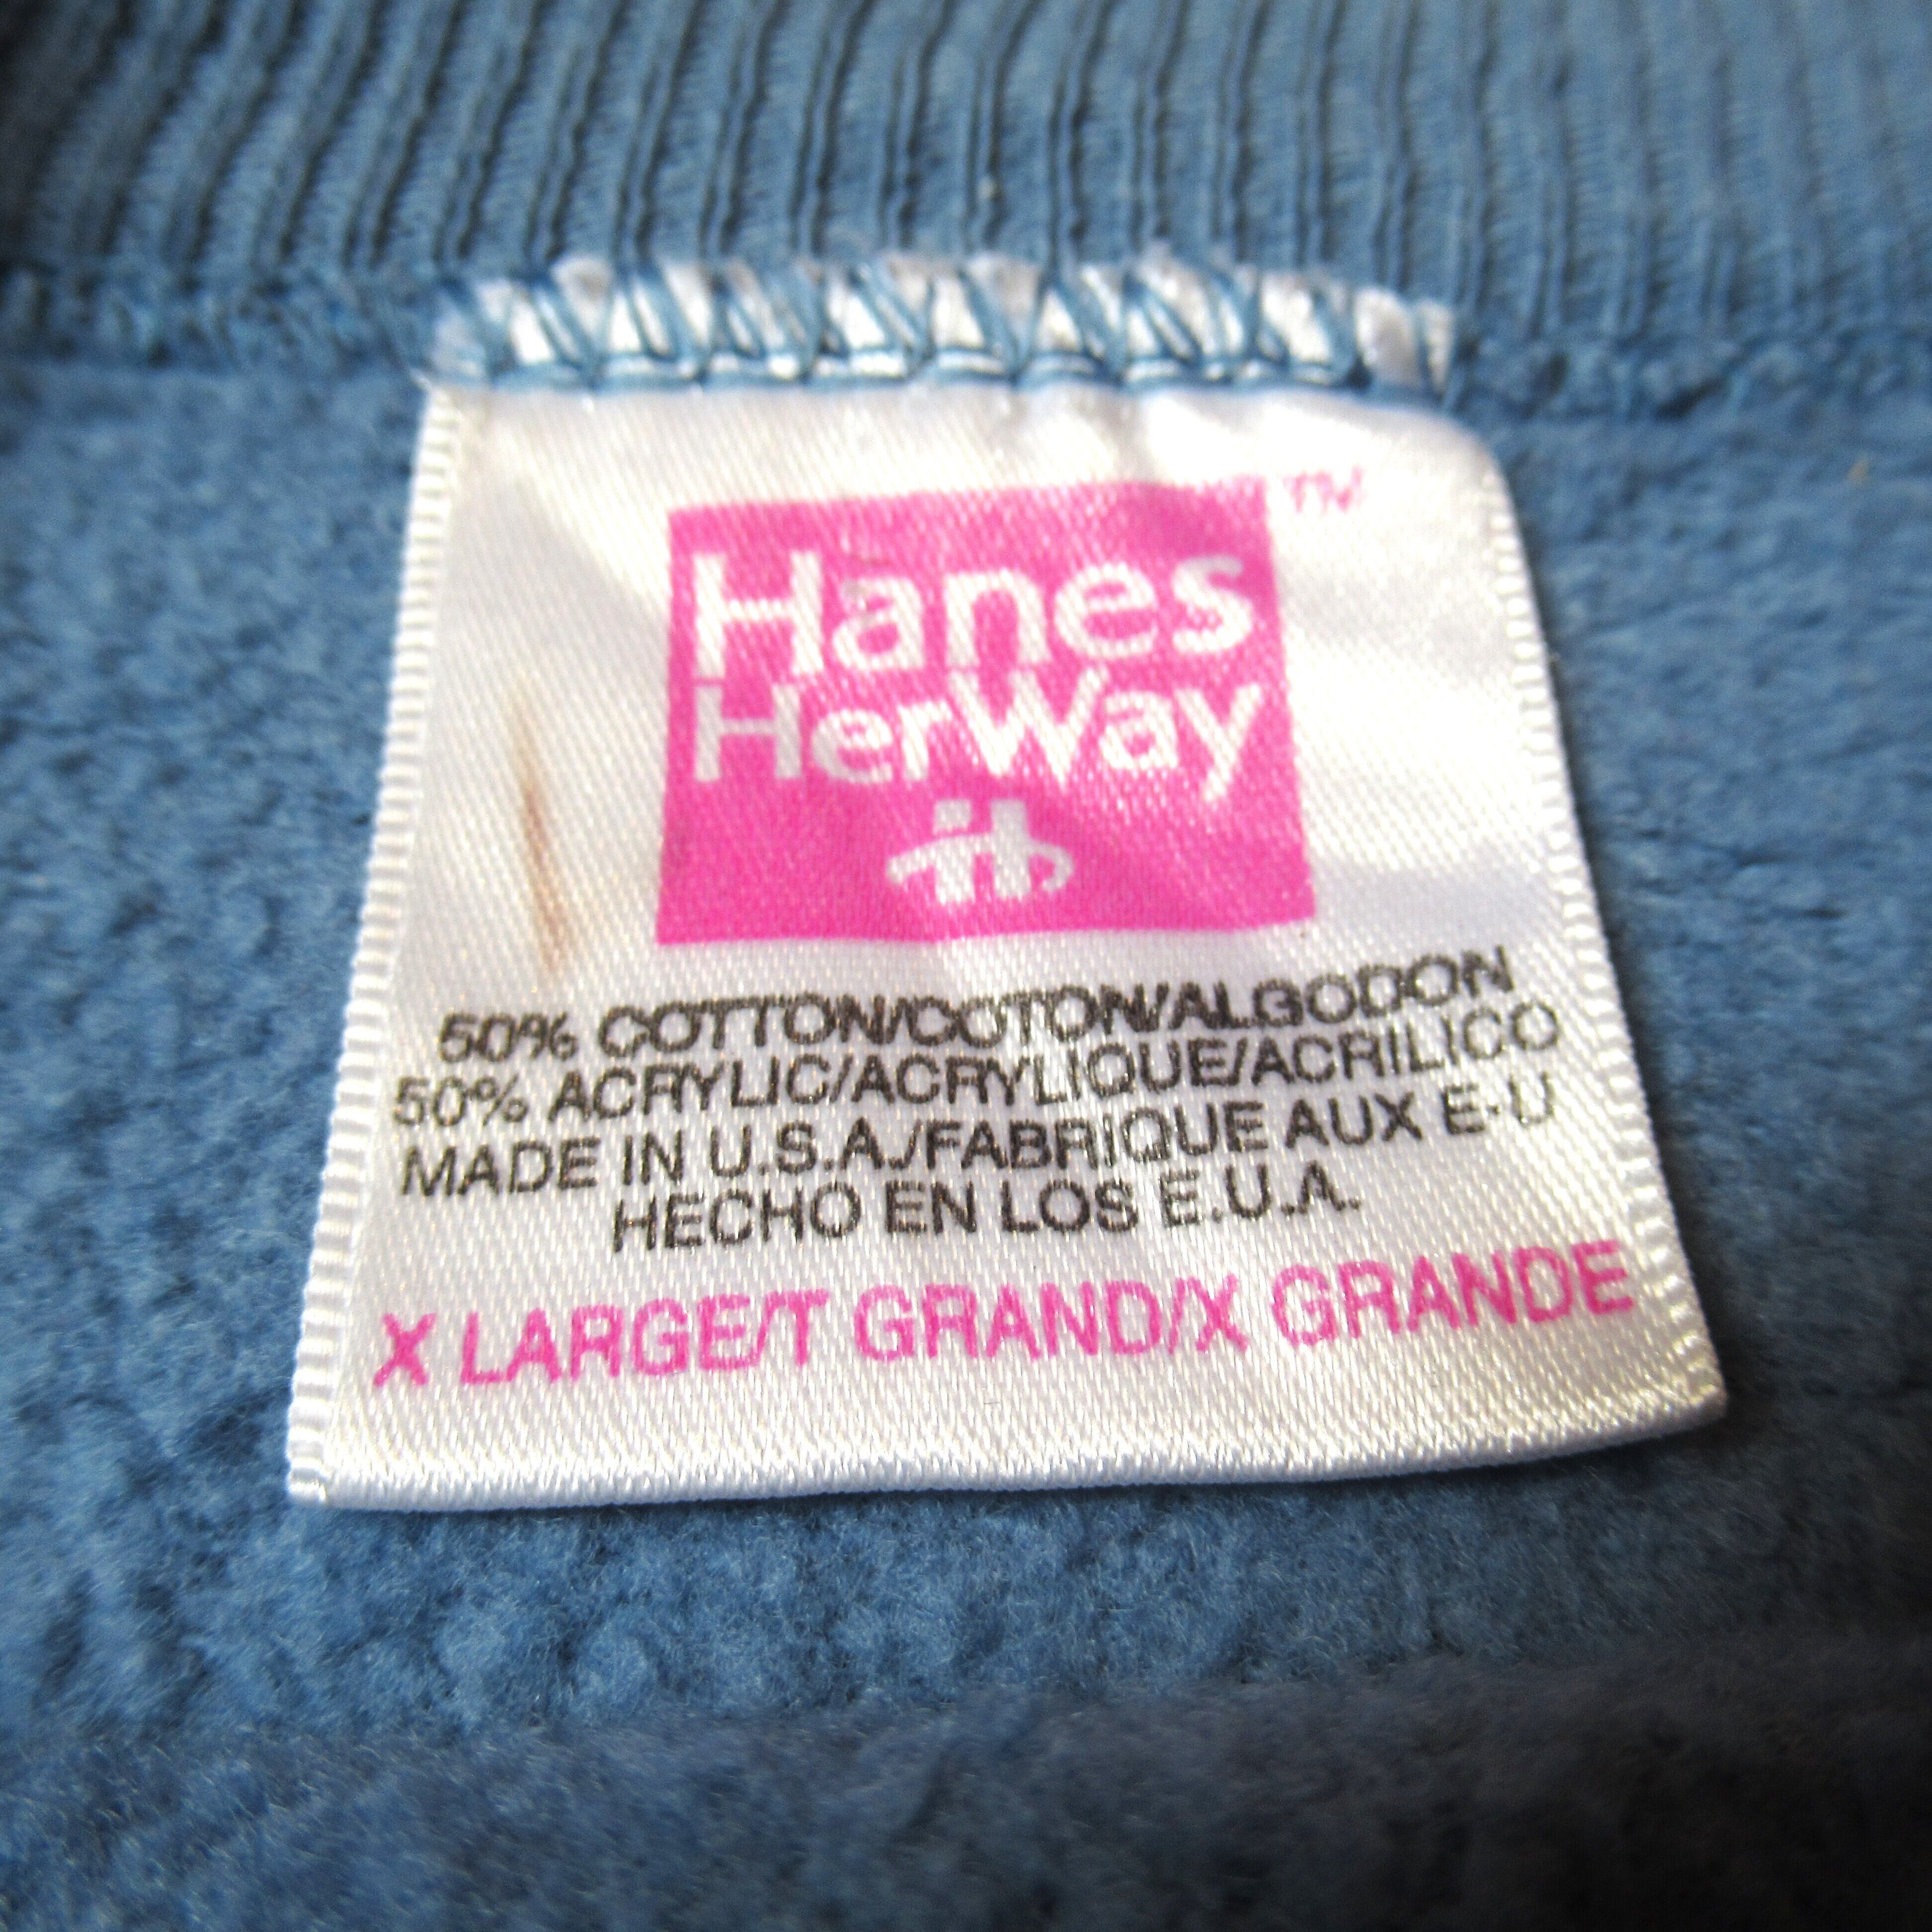 TM
Hanes
HerWay
50% COTTON/COTON/ALGODON
50% ACRYLIC/ACRYLIQUE/ACRILICO
MADE IN U.S.A./FABRIQUE AUX E-U
HECHO EN LOS E.U.A.
X LARGE/T GRAND/X GRANDE